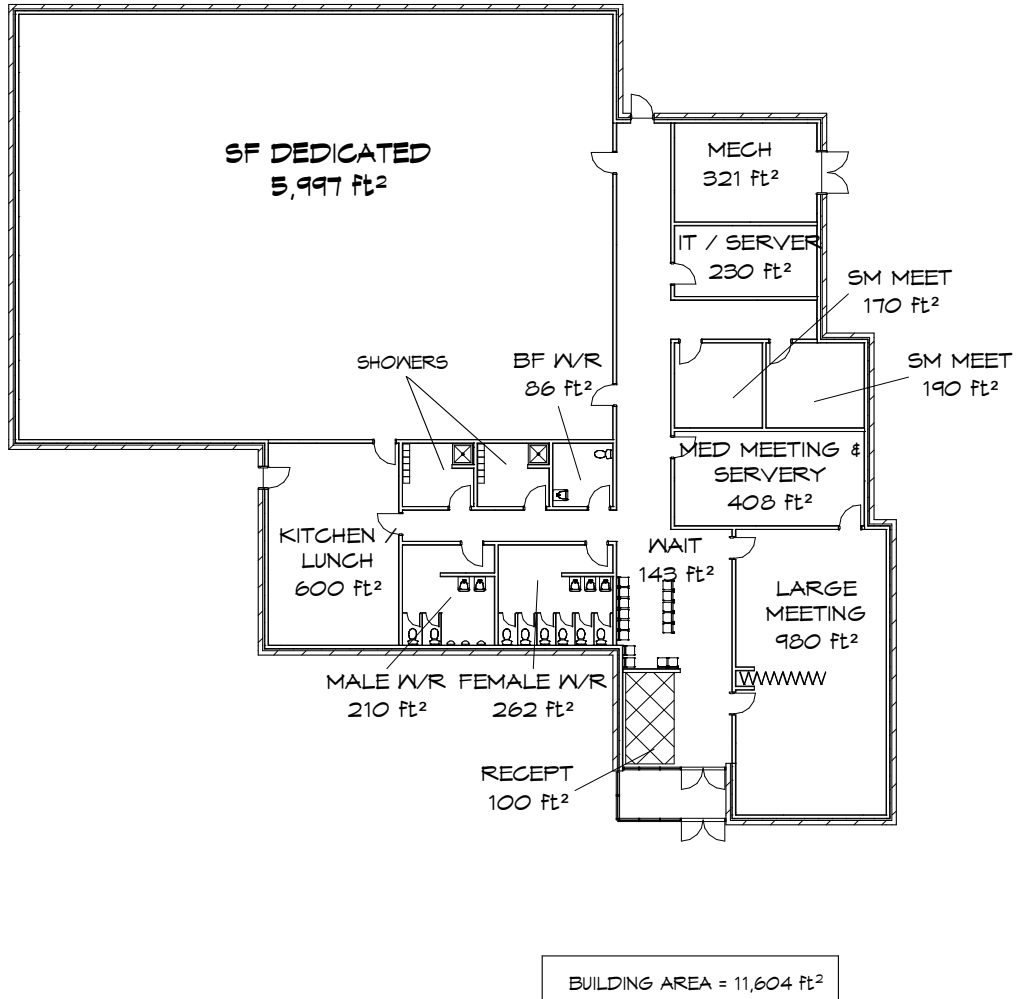 SF DEDICATED
5,997 ft²
MECH
321 ft²
IT / SERVER
230 ft²
SM MEET
170 ft²
SHOWERS
BF W/R
86 ft²
SM MEET
190 ft²
MED MEETING &
SERVERY
408 ft²
KITCHEN /
LUNCH
600 ft²
WAIT
143 ft²
LARGE
MEETING
980 ft²
MALE W/R
210 ft²
FEMALE W/R
262 ft²
RECEPT
100 ft²
BUILDING AREA = 11,604 ft²